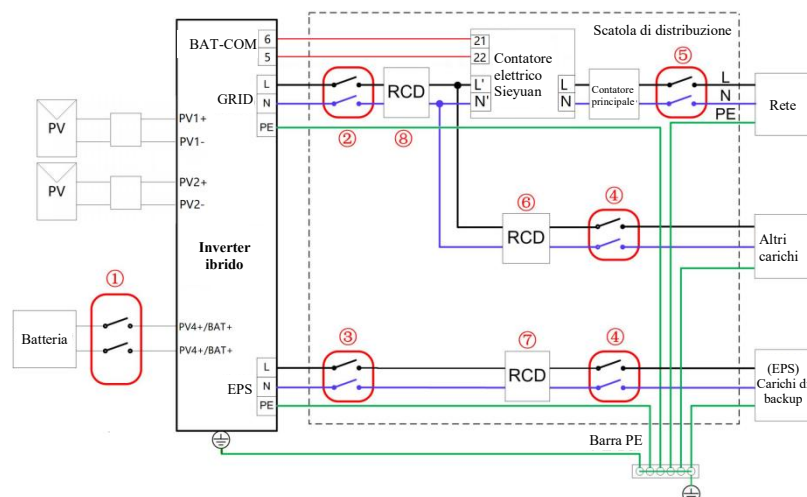 Scatola di distribuzione
BAT-COM
6
5
21
22
Contatore
elettrico
Sieyuan
⑤
GRID
L
N
PE
②
RCD
⑧
L'
N'
L
N
Contatore
principale
L
N
PE
Rete
PV
PV1+
PV1-
PV
PV2+
PV2-
Inverter
ibrido
⑥
RCD
④
Altri
carichi
①
Batteria
PV4+/BAT+
PV4+/BAT+
③
⑦
RCD
④
EPS
L
N
PE
(EPS)
Carichi di
backup
Barra PE